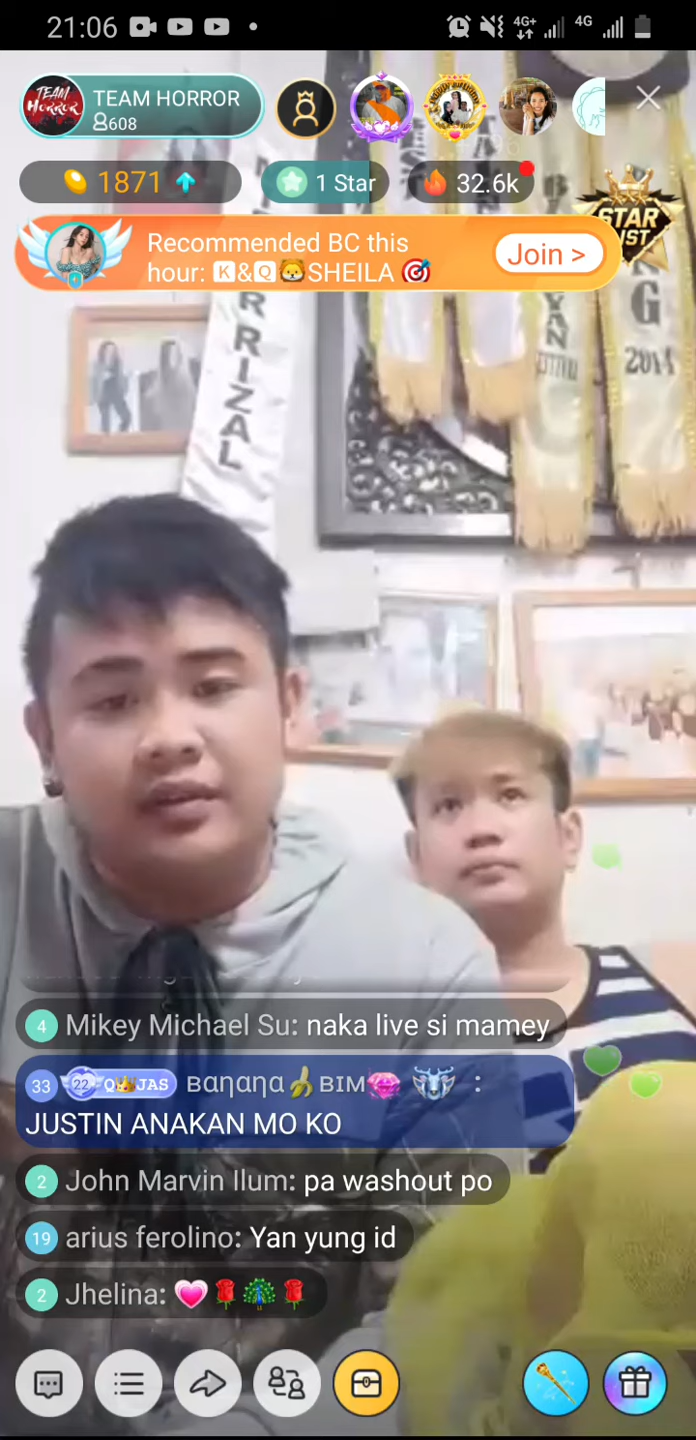 21:06
4G+
4G
TEAM HORROR
TEAM HORROR
608
1871
1 Star
32.6k
STAR
Recommended BC this
hour: K&Q🐯SHEILA🎯
Join >
RIZAL
G
2014
4 Mikey Michael Su: naka live si mamey
33 22 Q👑JAS Bαηαηα🍌BIM💎 :
JUSTIN ANAKAN MO KO
2 John Marvin Ilum: pa washout po
19 arius ferolino: Yan yung id
2 Jhelina: 💗🌹🦚🌹